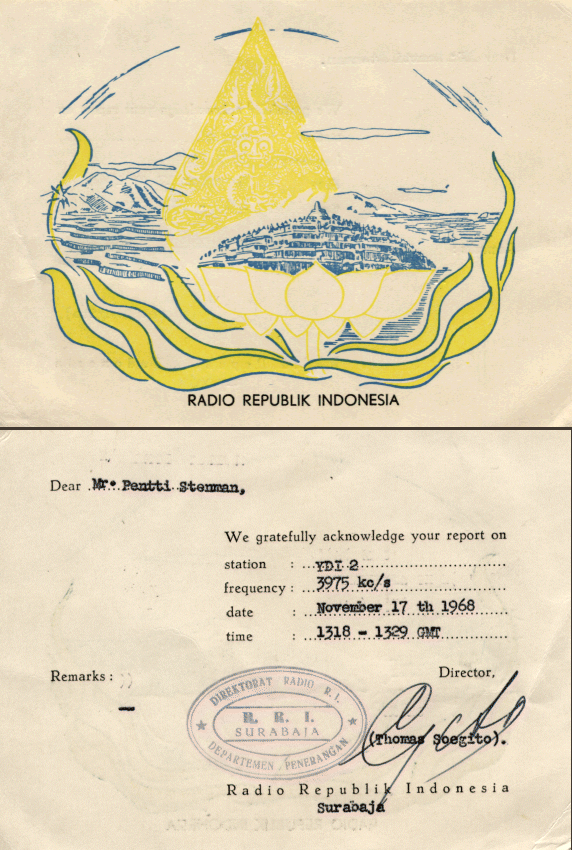 RADIO REPUBLIK INDONESIA
Dear Mr. Pentti Stenman,
We gratefully acknowledge your report on
station : YDI 2
frequency : 3975 kc/s
date : November 17 th 1968
time : 1318 - 1329 GMT
Remarks :
-
Director,
DIREKTORAT RADIO R.I.
R. R. I.
SURABAJA
DEPARTEMEN PENERANGAN
(Thomas Soegito).
Radio Republik Indonesia
Surabaja